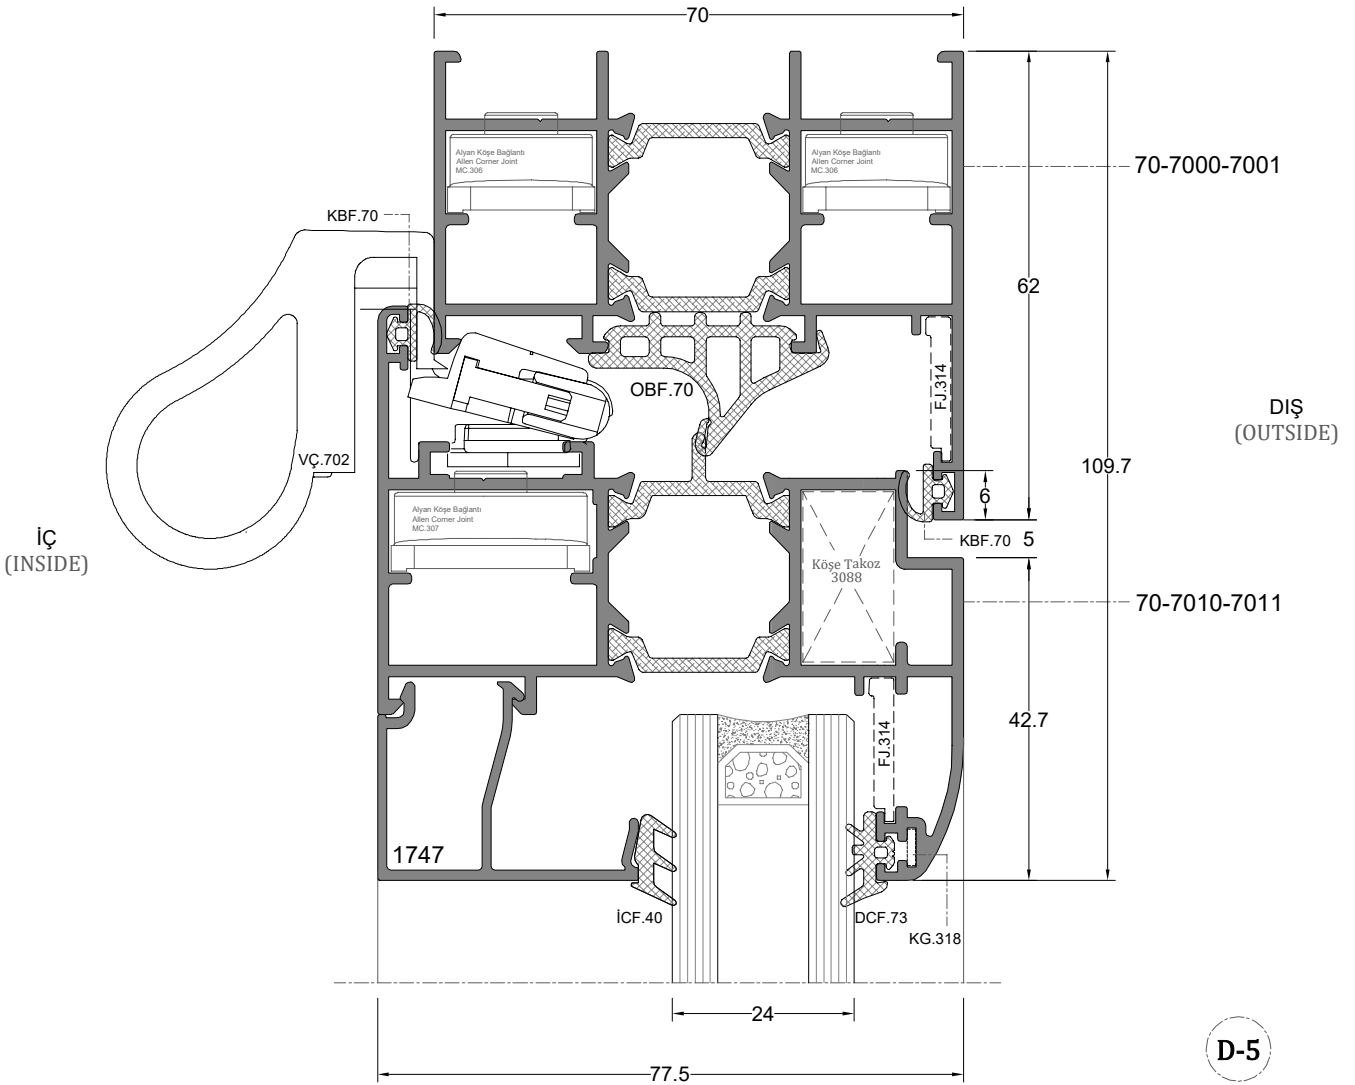 70
Alyan Köşe Bağlantı
Allen Corner Joint
MC.306
Alyan Köşe Bağlantı
Allen Corner Joint
MC.306
70-7000-7001
KBF.70
62
OBF.70
FJ.314
DIŞ
(OUTSIDE)
VÇ.702
109.7
6
Alyan Köşe Bağlantı
Allen Corner Joint
MC.307
KBF.70
5
İÇ
(INSIDE)
Köşe Takoz
3088
70-7010-7011
42.7
FJ.314
1747
İCF.40
DCF.73
KG.318
24
D-5
77.5